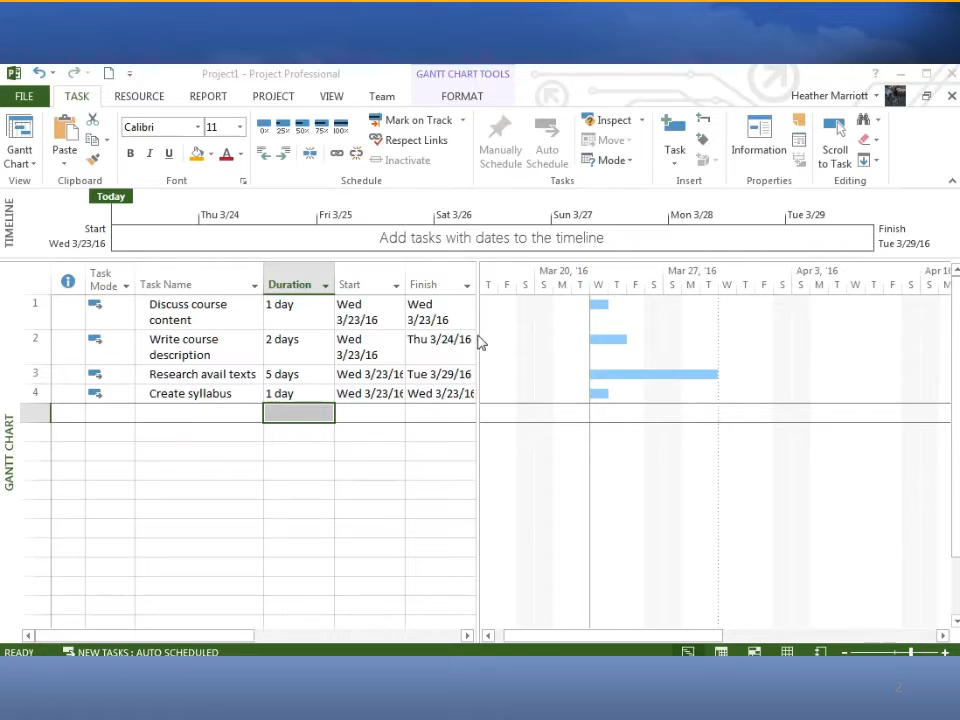 Project1 - Project Professional
GANTT CHART TOOLS
?
FILE TASK RESOURCE REPORT PROJECT VIEW Team FORMAT
Heather Marriott
Gantt Chart
View
Paste
Clipboard
Calibri 11
B I U A
Font
0% 25% 50% 75% 100%
Mark on Track
Respect Links
Inactivate
Schedule
Manually Schedule
Auto Schedule
Inspect
Move
Mode
Tasks
Task
Insert
Information
Properties
Scroll to Task
Editing
TIMELINE
Today
Thu 3/24 Fri 3/25 Sat 3/26 Sun 3/27 Mon 3/28 Tue 3/29
Start
Wed 3/23/16
Add tasks with dates to the timeline
Finish
Tue 3/29/16
Task Mode Task Name Duration Start Finish
Mar 20, '16 Mar 27, '16 Apr 3, '16 Apr 1
T F S S M T W T F S S M T W T F S S M T W T F S S M
1 Discuss course content 1 day Wed 3/23/16 Wed 3/23/16
2 Write course description 2 days Wed 3/23/16 Thu 3/24/16
3 Research avail texts 5 days Wed 3/23/16 Tue 3/29/16
4 Create syllabus 1 day Wed 3/23/16 Wed 3/23/16
GANTT CHART
READY NEW TASKS : AUTO SCHEDULED
2